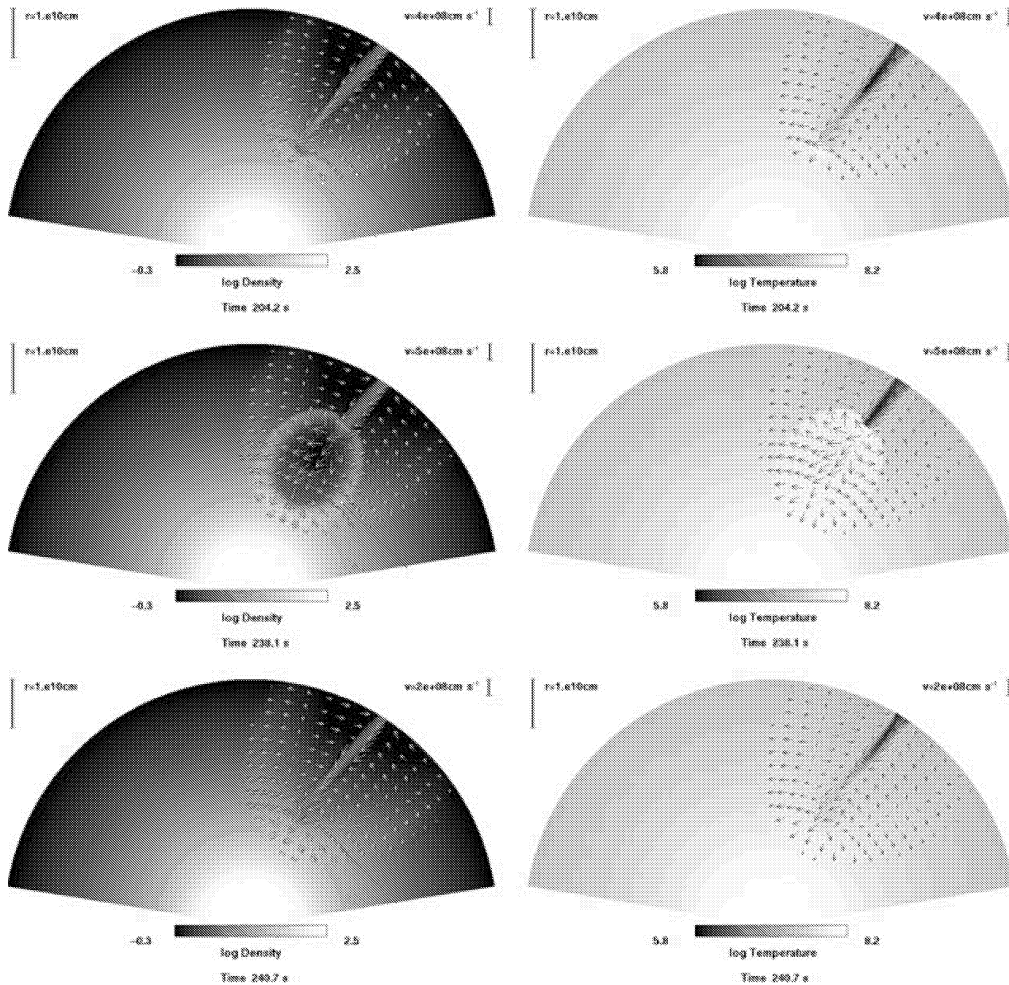 r=1.e10cm v=4e+08cm s⁻¹ r=1.e10cm v=4e+08cm s⁻¹
-0.3 2.5 5.8 8.2
log Density log Temperature
Time 204.2 s Time 204.2 s
r=1.e10cm v=5e+08cm s⁻¹ r=1.e10cm v=5e+08cm s⁻¹
-0.3 2.5 5.8 8.2
log Density log Temperature
Time 238.1 s Time 238.1 s
r=1.e10cm v=2e+08cm s⁻¹ r=1.e10cm v=2e+08cm s⁻¹
-0.3 2.5 5.8 8.2
log Density log Temperature
Time 240.7 s Time 240.7 s